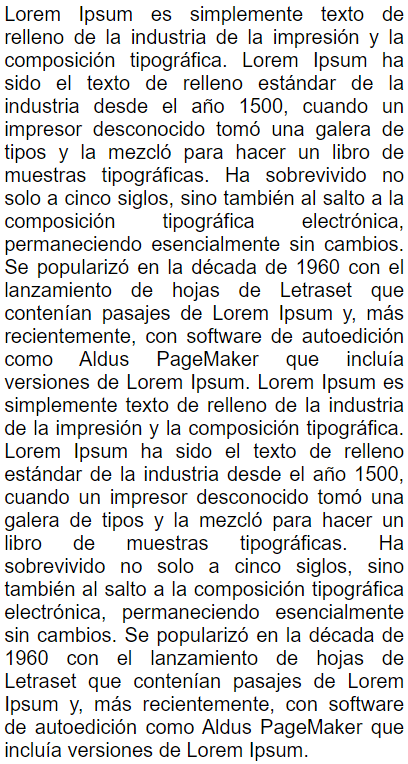 Lorem Ipsum es simplemente texto de
relleno de la industria de la impresión y la
composición tipográfica. Lorem Ipsum ha
sido el texto de relleno estándar de la
industria desde el año 1500, cuando un
impresor desconocido tomó una galera de
tipos y la mezcló para hacer un libro de
muestras tipográficas. Ha sobrevivido no
solo a cinco siglos, sino también al salto a la
composición tipográfica electrónica,
permaneciendo esencialmente sin cambios.
Se popularizó en la década de 1960 con el
lanzamiento de hojas de Letraset que
contenían pasajes de Lorem Ipsum y, más
recientemente, con software de autoedición
como Aldus PageMaker que incluía
versiones de Lorem Ipsum. Lorem Ipsum es
simplemente texto de relleno de la industria
de la impresión y la composición tipográfica.
Lorem Ipsum ha sido el texto de relleno
estándar de la industria desde el año 1500,
cuando un impresor desconocido tomó una
galera de tipos y la mezcló para hacer un
libro de muestras tipográficas. Ha
sobrevivido no solo a cinco siglos, sino
también al salto a la composición tipográfica
electrónica, permaneciendo esencialmente
sin cambios. Se popularizó en la década de
1960 con el lanzamiento de hojas de
Letraset que contenían pasajes de Lorem
Ipsum y, más recientemente, con software
de autoedición como Aldus PageMaker que
incluía versiones de Lorem Ipsum.